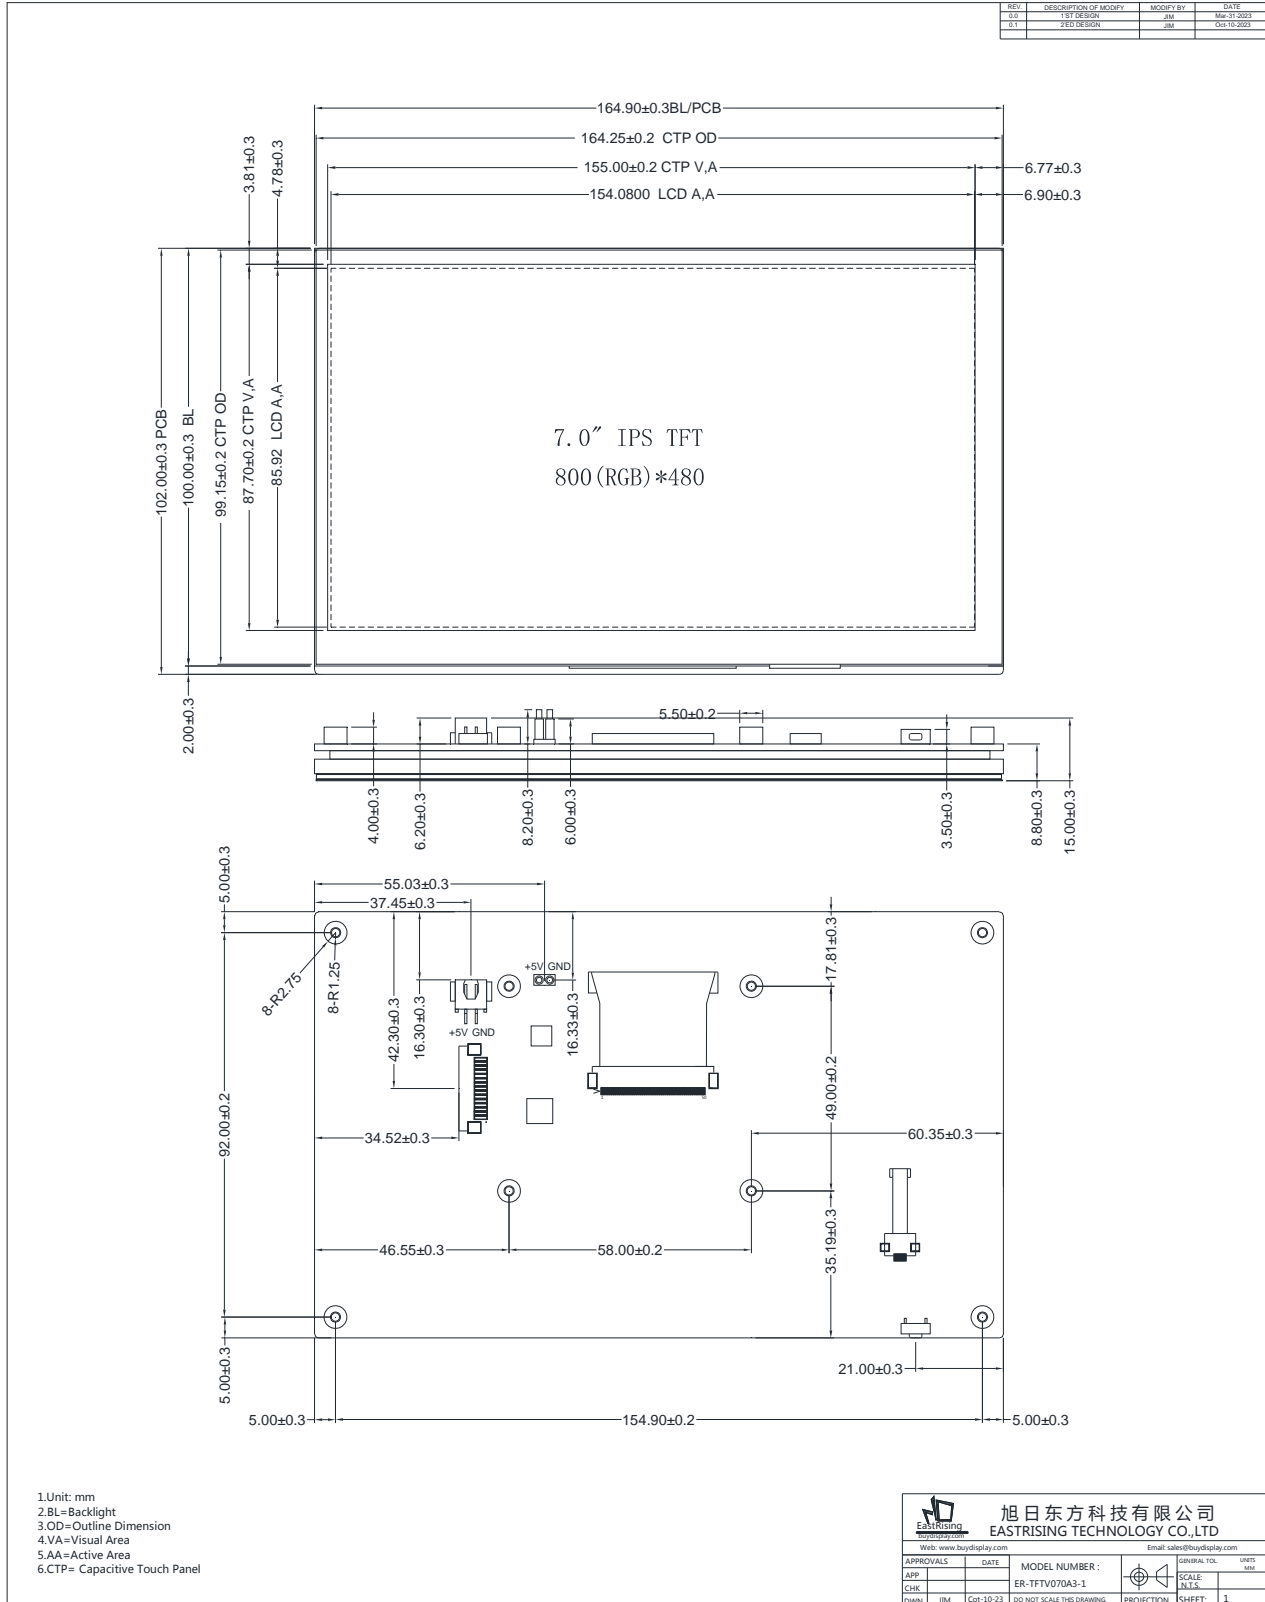 REV. DESCRIPTION OF MODIFY MODIFY BY DATE
0.0 1'ST DESIGN JIM Mar-31-2023
0.1 2'ED DESIGN JIM Oct-10-2023
164.90±0.3BL/PCB
164.25±0.2 CTP OD
155.00±0.2 CTP V,A
6.77±0.3
154.0800 LCD A,A
6.90±0.3
3.81±0.3
4.78±0.3
102.00±0.3 PCB
100.00±0.3 BL
99.15±0.2 CTP OD
87.70±0.2 CTP V,A
85.92 LCD A,A
7.0″ IPS TFT
800(RGB)*480
2.00±0.3
5.50±0.2
4.00±0.3
6.20±0.3
8.20±0.3
6.00±0.3
3.50±0.3
8.80±0.3
15.00±0.3
5.00±0.3
55.03±0.3
37.45±0.3
8-R2.75
8-R1.25
42.30±0.3
16.30±0.3
+5V GND
+5V GND
16.33±0.3
17.81±0.3
1
92.00±0.2
34.52±0.3
49.00±0.2
60.35±0.3
46.55±0.3
58.00±0.2
35.19±0.3
5.00±0.3
21.00±0.3
5.00±0.3
154.90±0.2
5.00±0.3
1.Unit: mm
2.BL=Backlight
3.OD=Outline Dimension
4.VA=Visual Area
5.AA=Active Area
6.CTP= Capacitive Touch Panel
EastRising
buydisplay.com
旭日东方科技有限公司
EASTRISING TECHNOLOGY CO.,LTD
Web: www.buydisplay.com Email: sales@buydisplay.com
APPROVALS DATE
APP
CHK
DWN JIM Cot-10-23
MODEL NUMBER :
ER-TFTV070A3-1
DO NOT SCALE THIS DRAWING.
PROJECTION
GENERAL TOL. UNITS
MM
SCALE:
N.T.S.
SHEET: 1